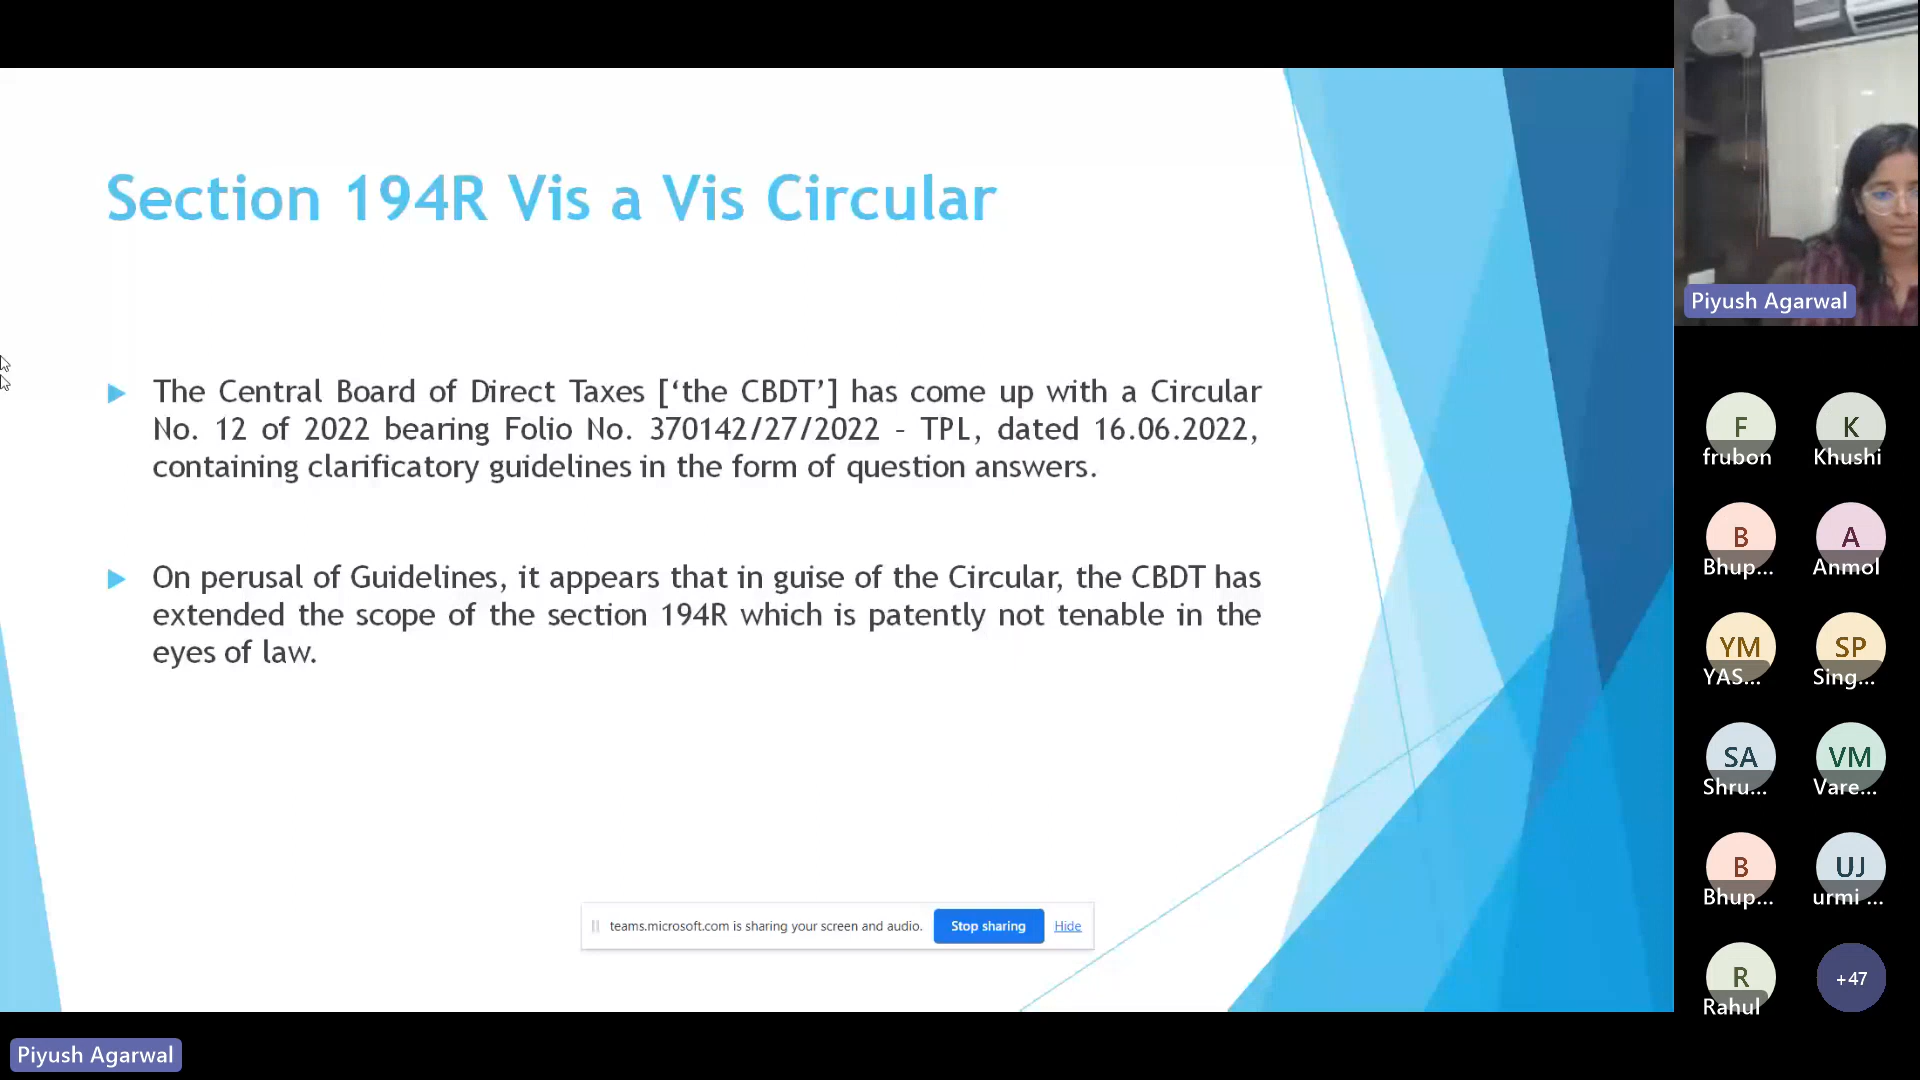 Section 194R Vis a Vis Circular
The Central Board of Direct Taxes [‘the CBDT’] has come up with a Circular
No. 12 of 2022 bearing Folio No. 370142/27/2022 – TPL, dated 16.06.2022,
containing clarificatory guidelines in the form of question answers.
On perusal of Guidelines, it appears that in guise of the Circular, the CBDT has
extended the scope of the section 194R which is patently not tenable in the
eyes of law.
teams.microsoft.com is sharing your screen and audio. Stop sharing Hide
Piyush Agarwal
Piyush Agarwal
F K
frubon Khushi
B A
Bhup... Anmol
YM SP
YAS... Sing...
SA VM
Shru... Vare...
B UJ
Bhup... urmi ...
R +47
Rahul